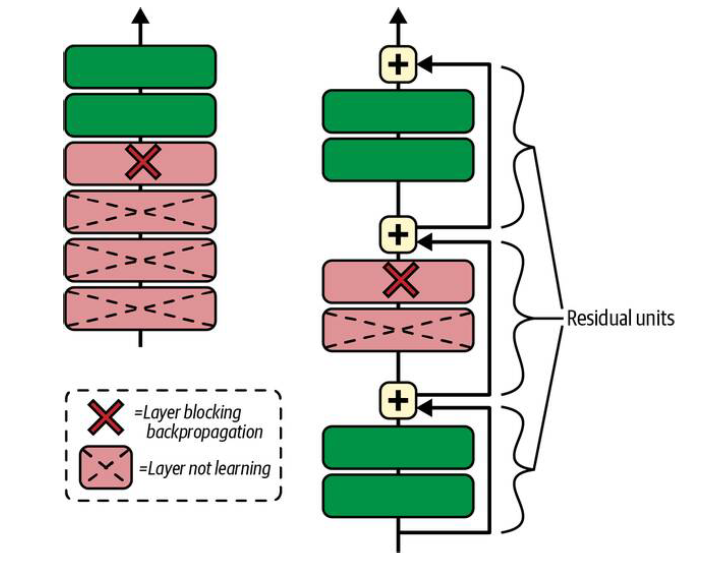 Residual units
=Layer blocking
backpropagation
=Layer not learning